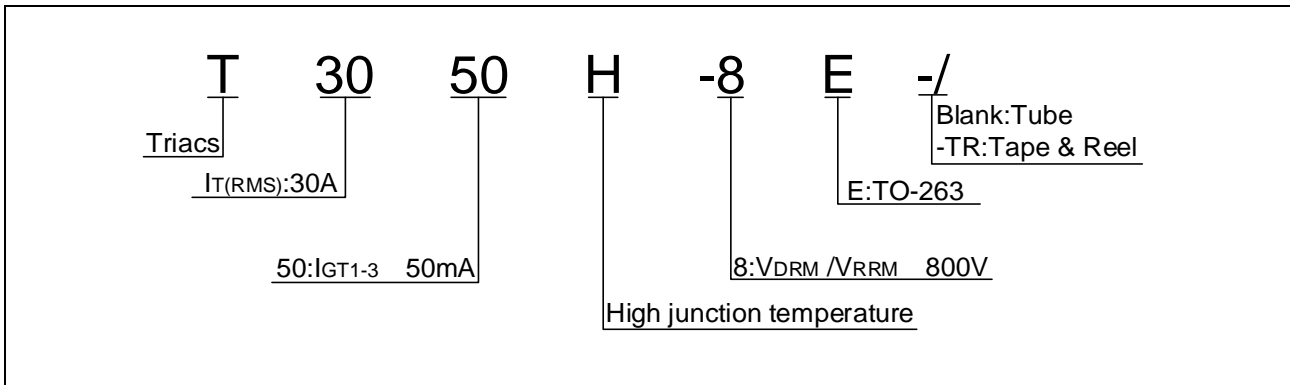 T 30 50 H -8 E -/
Blank:Tube
Triacs
-TR:Tape & Reel
IT(RMS):30A
E:TO-263
50:IGT1-3 50mA
8:VDRM /VRRM 800V
High junction temperature